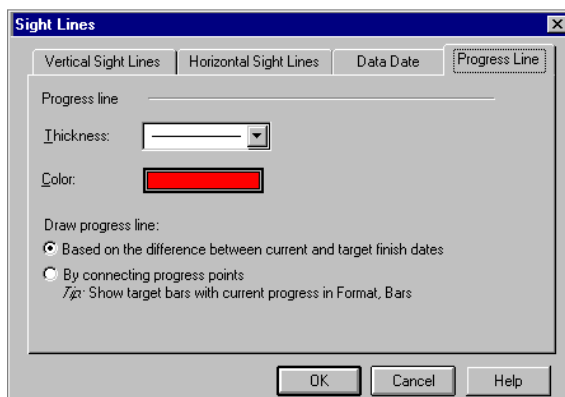 Sight Lines
Vertical Sight Lines
Horizontal Sight Lines
Data Date
Progress Line
Progress line
Thickness:
Color:
Draw progress line:
Based on the difference between current and target finish dates
By connecting progress points
Tip: Show target bars with current progress in Format, Bars
OK
Cancel
Help